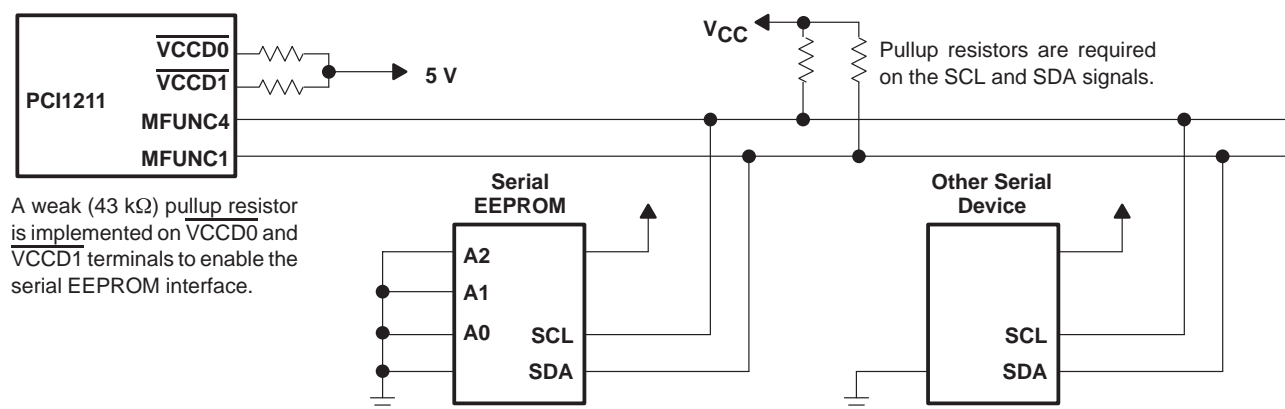 PCI1211
VCCD0
VCCD1
MFUNC4
MFUNC1
5 V
VCC
Pullup resistors are required
on the SCL and SDA signals.
A weak (43 kΩ) pullup resistor
is implemented on VCCD0 and
VCCD1 terminals to enable the
serial EEPROM interface.
Serial
EEPROM
A2
A1
A0
SCL
SDA
Other Serial
Device
SCL
SDA